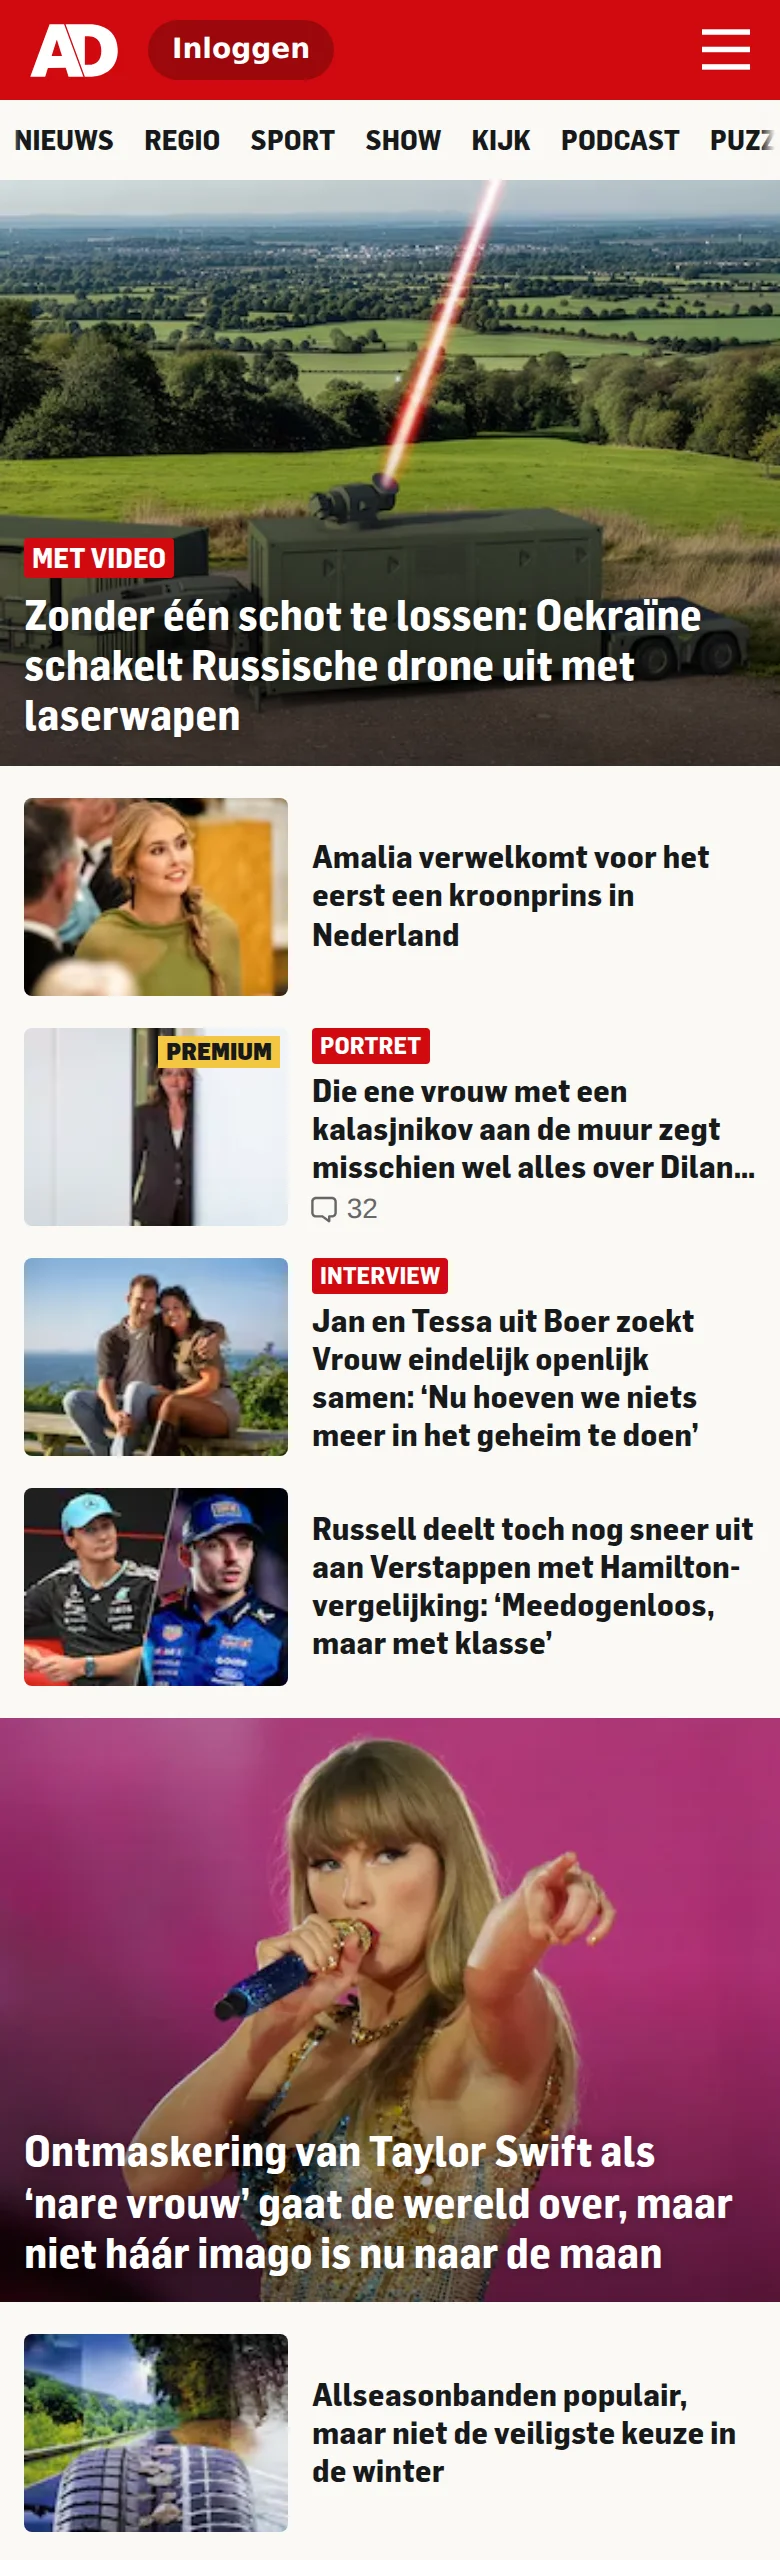 AD
Inloggen
NIEUWS REGIO SPORT SHOW KIJK PODCAST PUZZ
MET VIDEO
Zonder één schot te lossen: Oekraïne
schakelt Russische drone uit met
laserwapen
Amalia verwelkomt voor het
eerst een kroonprins in
Nederland
PREMIUM
PORTRET
Die ene vrouw met een
kalasjnikov aan de muur zegt
misschien wel alles over Dilan...
32
INTERVIEW
Jan en Tessa uit Boer zoekt
Vrouw eindelijk openlijk
samen: ‘Nu hoeven we niets
meer in het geheim te doen’
Russell deelt toch nog sneer uit
aan Verstappen met Hamilton-
vergelijking: ‘Meedogenloos,
maar met klasse’
Ontmaskering van Taylor Swift als
‘nare vrouw’ gaat de wereld over, maar
niet háár imago is nu naar de maan
Allseasonbanden populair,
maar niet de veiligste keuze in
de winter